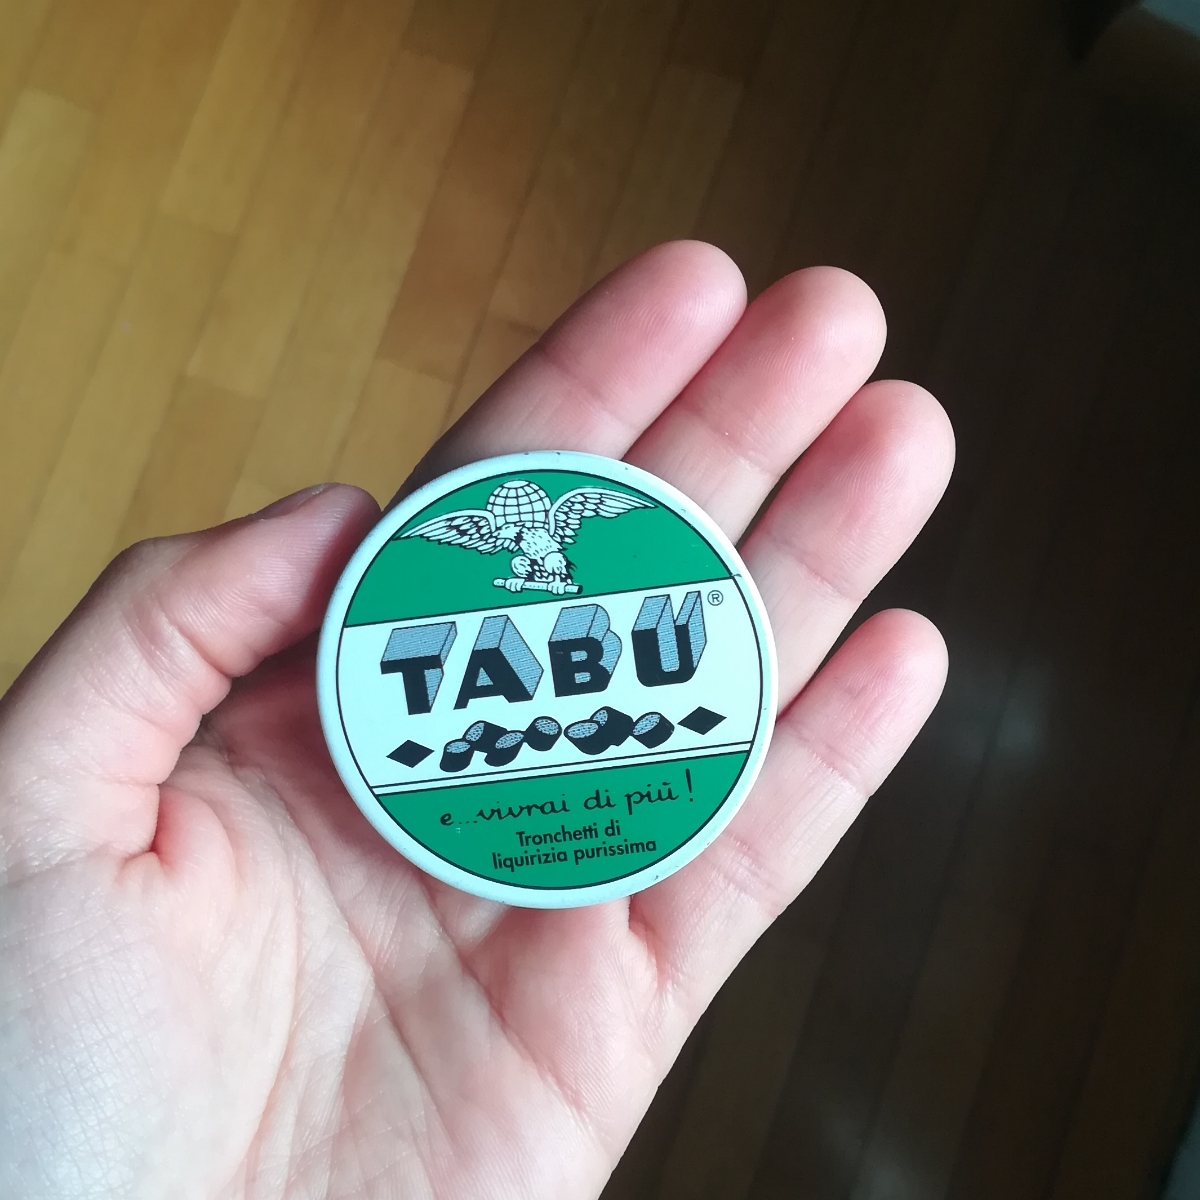 TABU®
e...vivrai di più!
Tronchetti di
liquirizia purissima